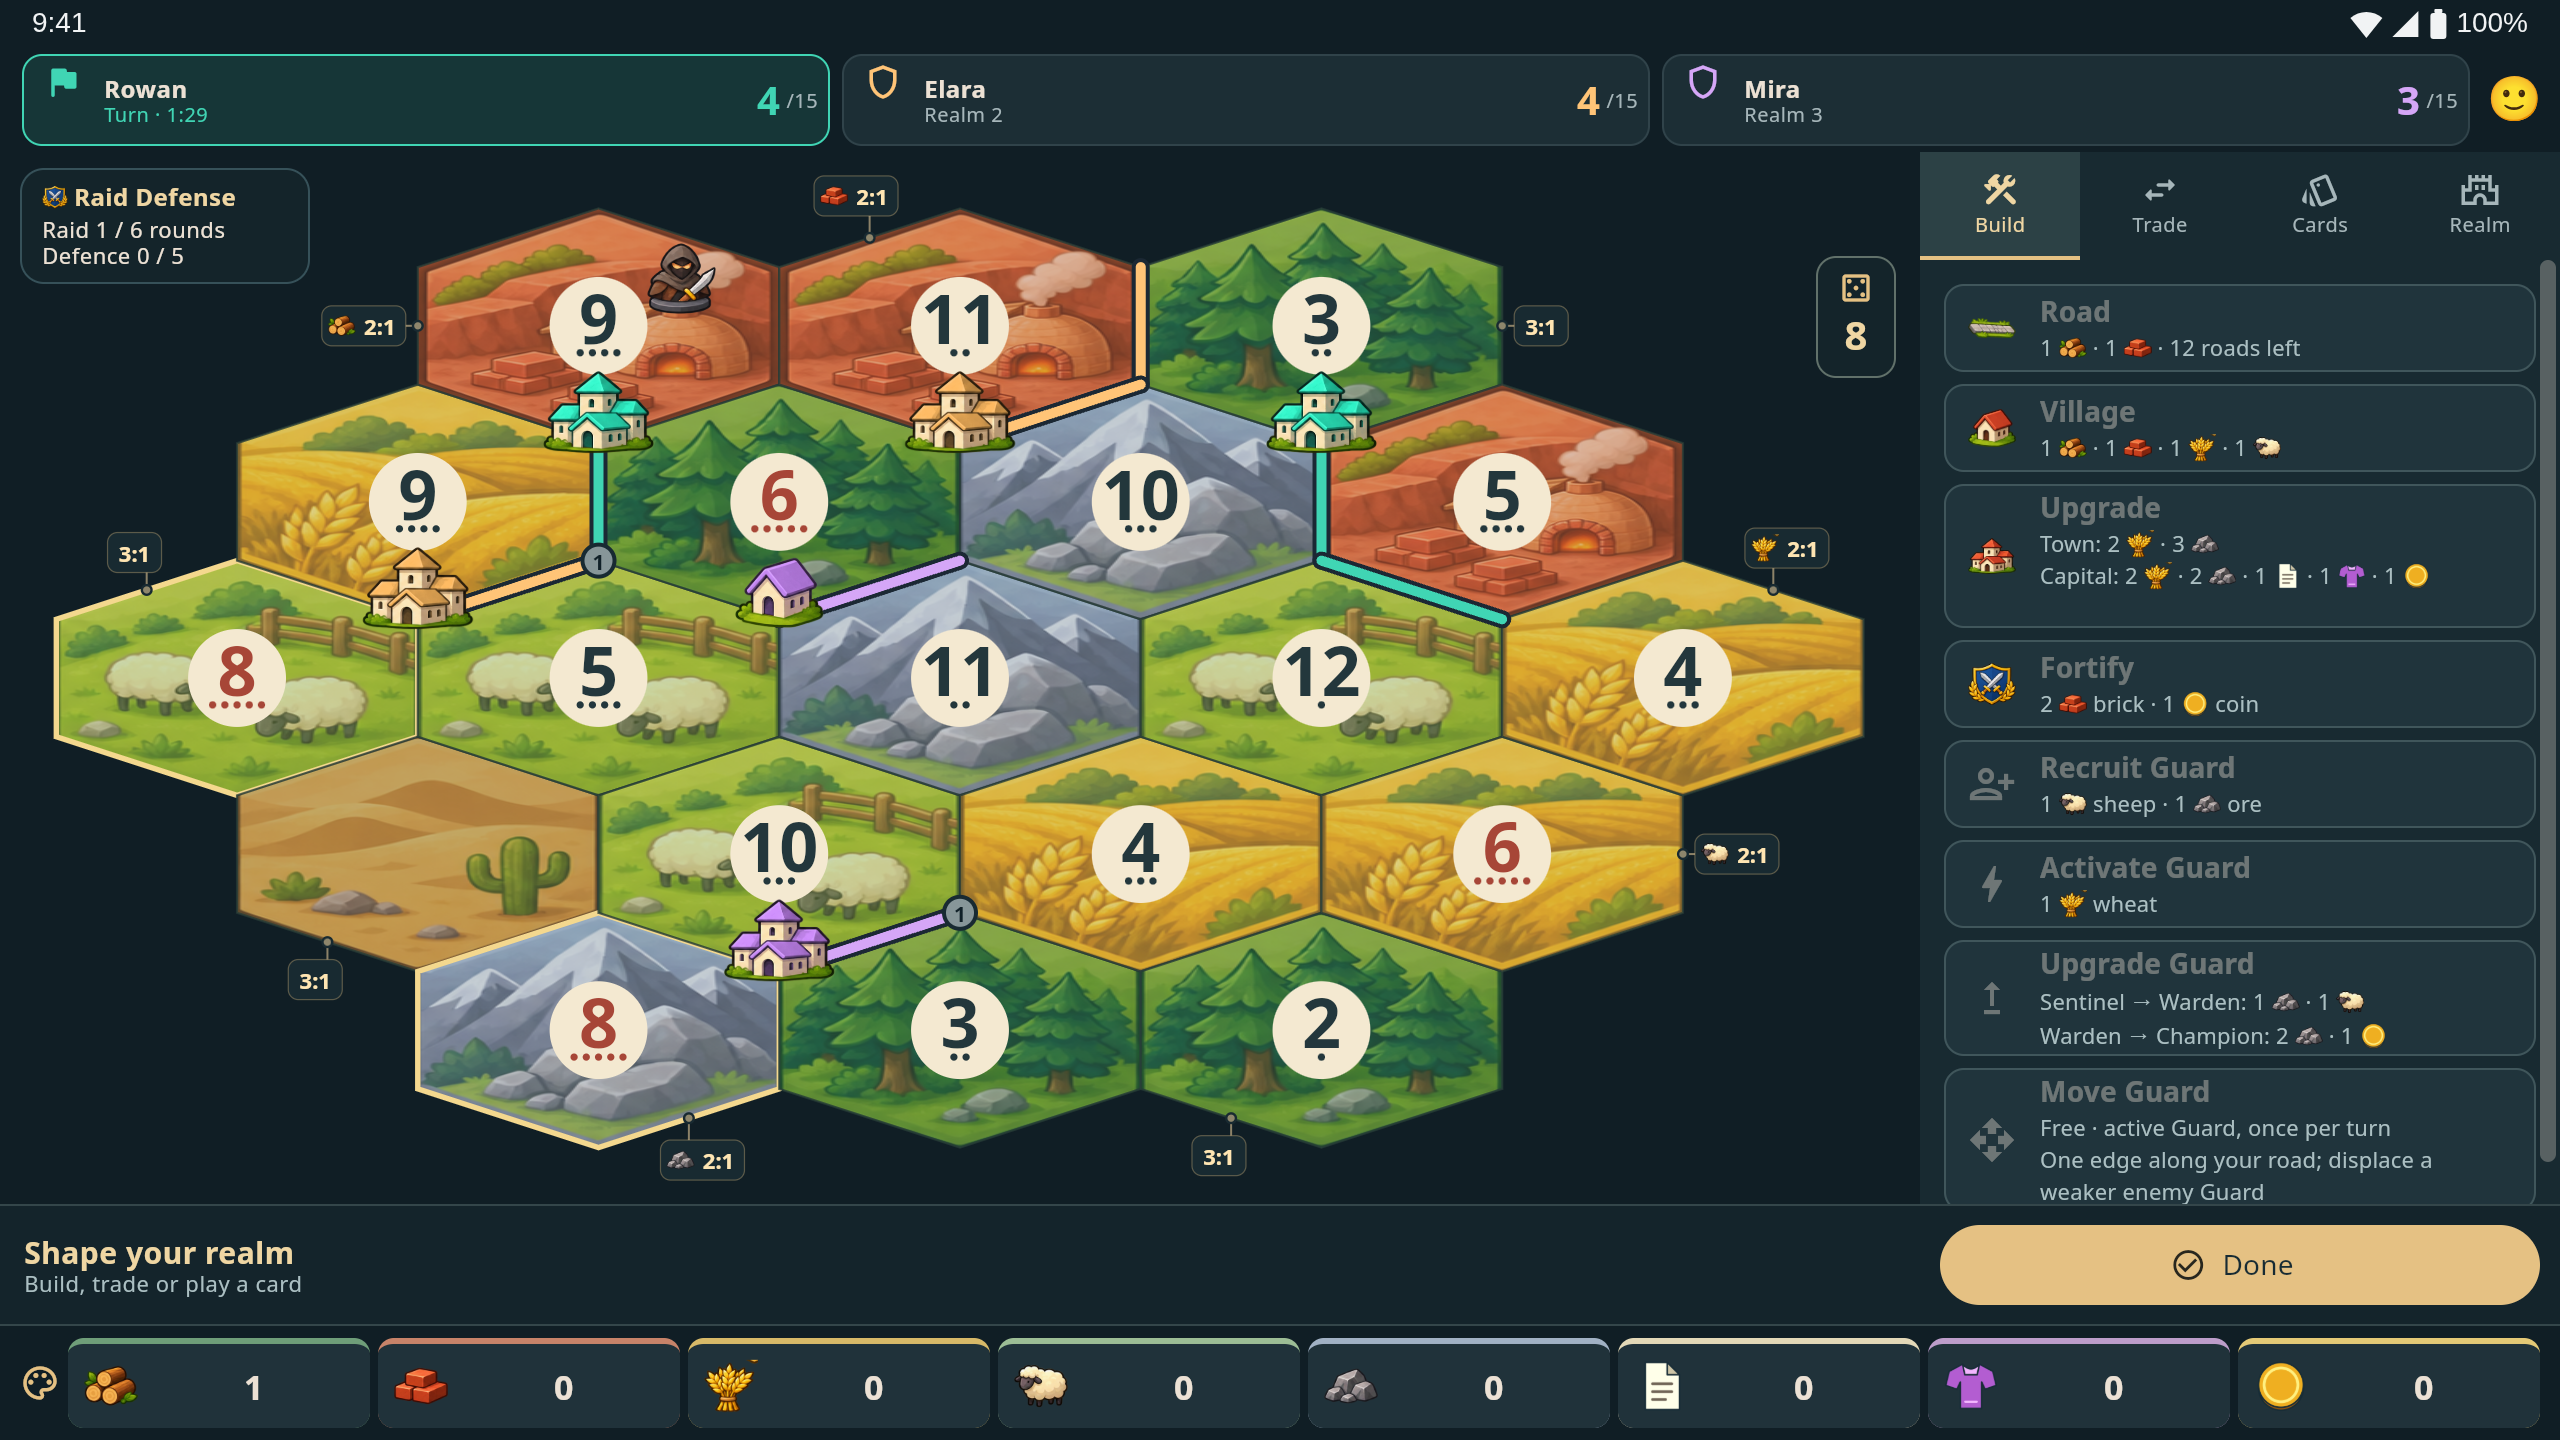 9:41
100%
Rowan
Turn · 1:29
4 /15
Elara
Realm 2
4 /15
Mira
Realm 3
3 /15
Raid Defense
Raid 1 / 6 rounds
Defence 0 / 5
2:1
2:1
3:1
3:1
2:1
2:1
3:1
2:1
3:1
9
11
3
9
6
10
5
1
8
5
11
12
4
10
4
6
1
8
3
2
8
Build
Trade
Cards
Realm
Road
1 · 1 · 12 roads left
Village
1 · 1 · 1 · 1
Upgrade
Town: 2 · 3
Capital: 2 · 2 · 1 · 1 · 1
Fortify
2 brick · 1 coin
Recruit Guard
1 sheep · 1 ore
Activate Guard
1 wheat
Upgrade Guard
Sentinel → Warden: 1 · 1
Warden → Champion: 2 · 1
Move Guard
Free · active Guard, once per turn
One edge along your road; displace a
weaker enemy Guard
Shape your realm
Build, trade or play a card
Done
1
0
0
0
0
0
0
0